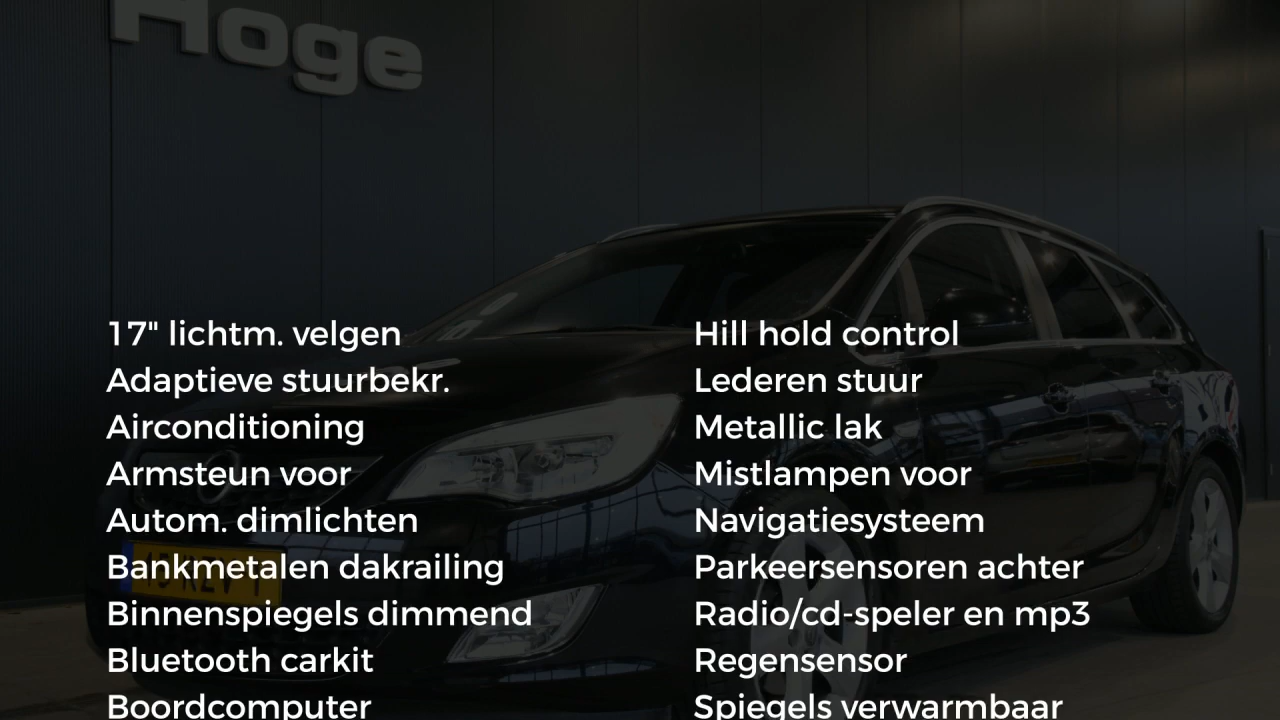 Hoge
17" lichtm. velgen
Adaptieve stuurbekr.
Airconditioning
Armsteun voor
Autom. dimlichten
Bankmetalen dakrailing
Binnenspiegels dimmend
Bluetooth carkit
Boordcomputer
Hill hold control
Lederen stuur
Metallic lak
Mistlampen voor
Navigatiesysteem
Parkeersensoren achter
Radio/cd-speler en mp3
Regensensor
Spiegels verwarmbaar